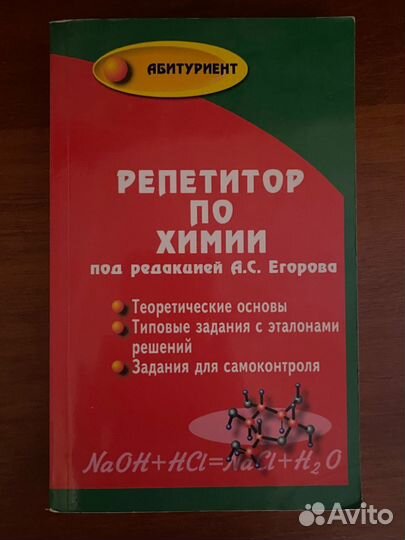 АБИТУРИЕНТ
РЕПЕТИТОР
ПО
ХИМИИ
под редакцией А.С. Егорова
Теоретические основы
Типовые задания с эталонами
решений
Задания для самоконтроля
NaOH+HCl=NaCl+H₂O
Avito